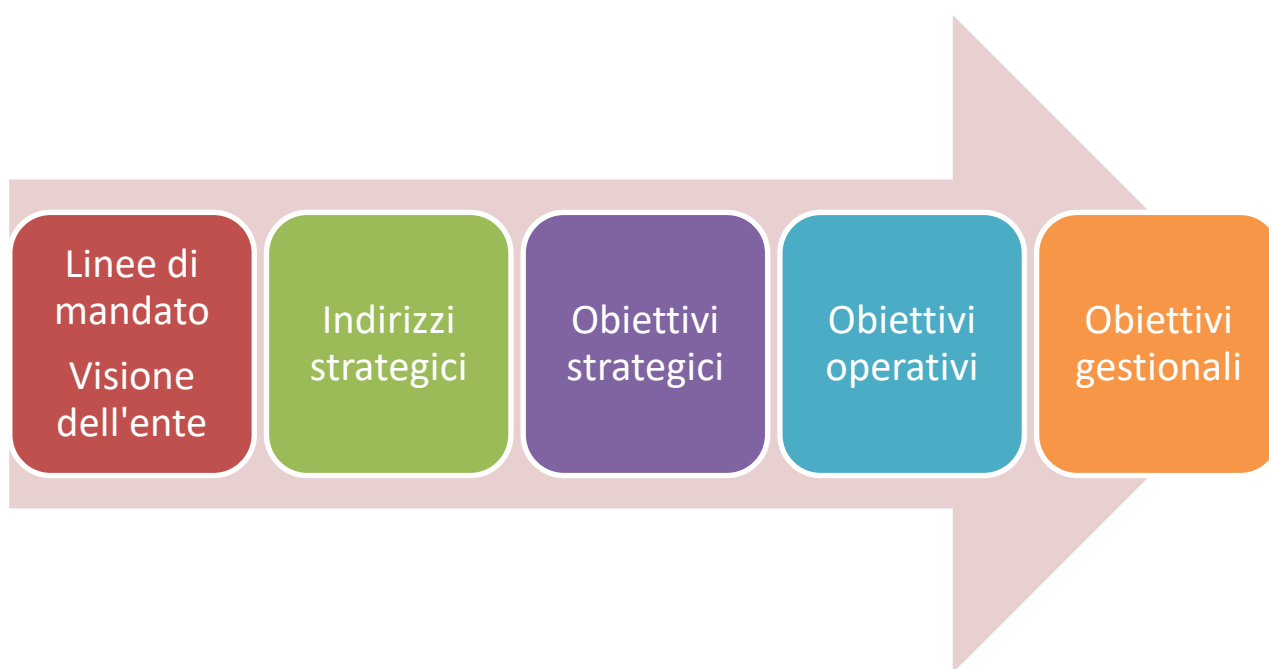 Linee di
mandato
Visione
dell'ente
Indirizzi
strategici
Obiettivi
strategici
Obiettivi
operativi
Obiettivi
gestionali